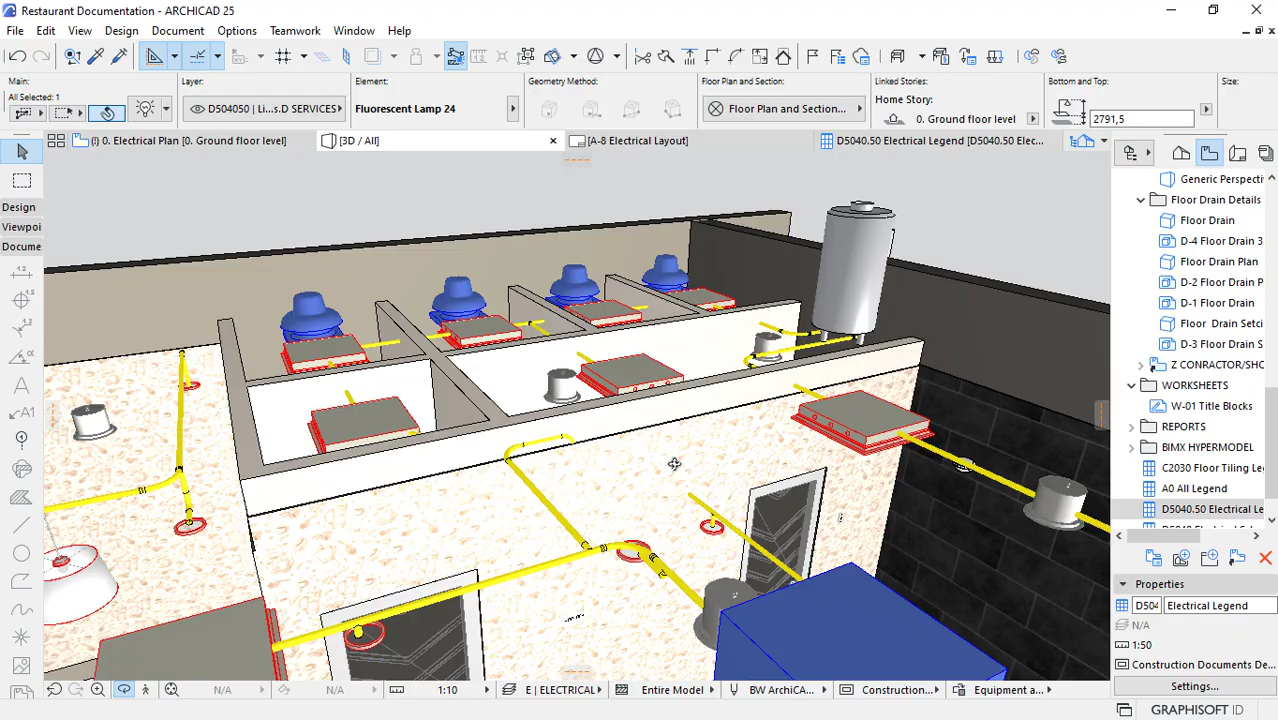 Restaurant Documentation - ARCHICAD 25
File Edit View Design Document Options Teamwork Window Help
Main: Layer: Element: Geometry Method: Floor Plan and Section: Linked Stories: Bottom and Top: Size:
All Selected: 1
D504050 | Li...D SERVICES
Fluorescent Lamp 24
Floor Plan and Section...
Home Story:
0. Ground floor level
2791,5
(!) 0. Electrical Plan [0. Ground floor level]
[3D / All]
[A-8 Electrical Layout]
D5040.50 Electrical Legend [D5040.50 Elec...
Design
Viewpoi
Docume
Generic Perspecti
Floor Drain Details
Floor Drain
D-4 Floor Drain 3
Floor Drain Plan
D-2 Floor Drain P
D-1 Floor Drain
Floor Drain Setci
D-3 Floor Drain S
Z CONRACTOR/SHO
WORKSHEETS
W-01 Title Blocks
REPORTS
BIMX HYPERMODEL
C2030 Floor Tiling Le
A0 All Legend
D5040.50 Electrical Le
Properties
D504 Electrical Legend
N/A
1:50
Construction Documents De
Settings...
N/A
N/A
1:10
E | ELECTRICAL
Entire Model
BW ArchiCA...
Construction...
Equipment a...
GRAPHISOFT ID